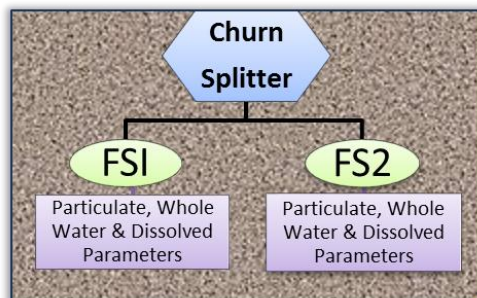 Churn
Splitter
FSI
FS2
Particulate, Whole
Water & Dissolved
Parameters
Particulate, Whole
Water & Dissolved
Parameters